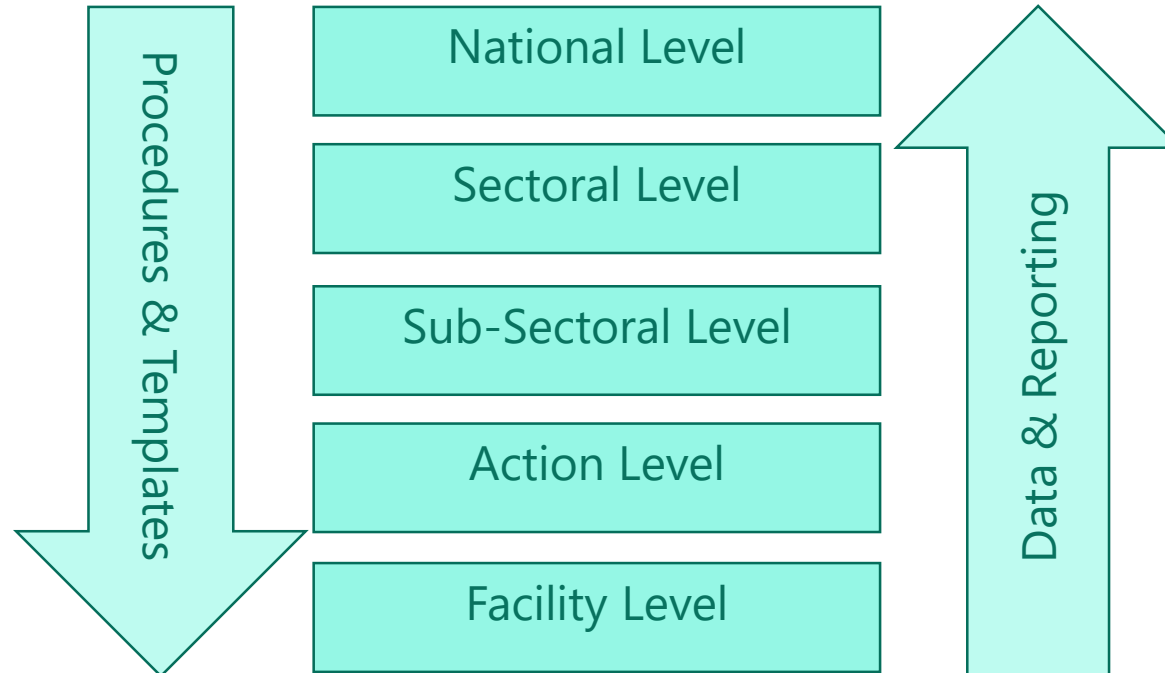 Procedures & Templates
National Level
Sectoral Level
Sub-Sectoral Level
Action Level
Facility Level
Data & Reporting